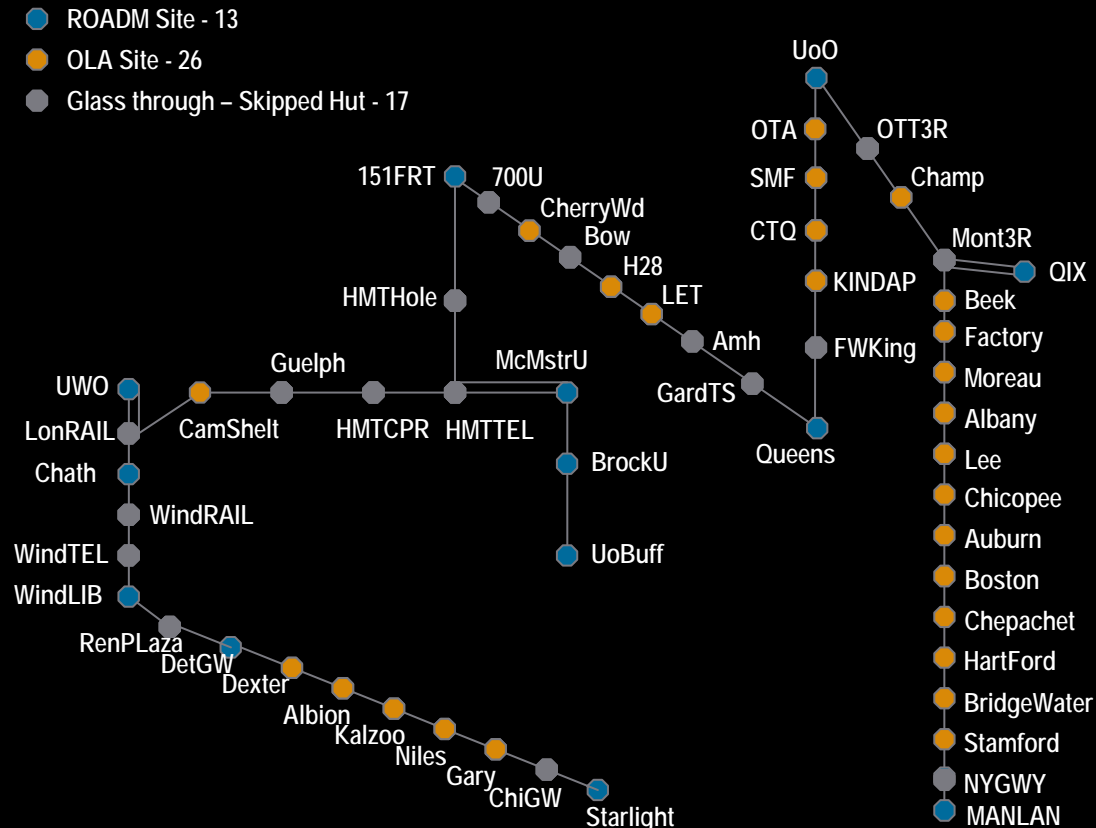 ROADM Site - 13
OLA Site - 26
Glass through – Skipped Hut - 17
UoO
OTA
OTT3R
SMF
Champ
151FRT
700U
CherryWd
CTQ
Bow
Mont3R
H28
QIX
KINDAP
LET
HMTHole
Beek
Factory
Amh
FWKing
Guelph
McMstrU
Moreau
GardTS
UWO
Albany
LonRAIL
CamShelt
HMTCPR
HMTTEL
Queens
Lee
Chath
BrockU
Chicopee
WindRAIL
Auburn
WindTEL
UoBuff
Boston
WindLIB
Chepachet
RenPLaza
DetGW
HartFord
Dexter
BridgeWater
Albion
Kalzoo
Stamford
Niles
Gary
NYGWY
ChiGW
Starlight
MANLAN